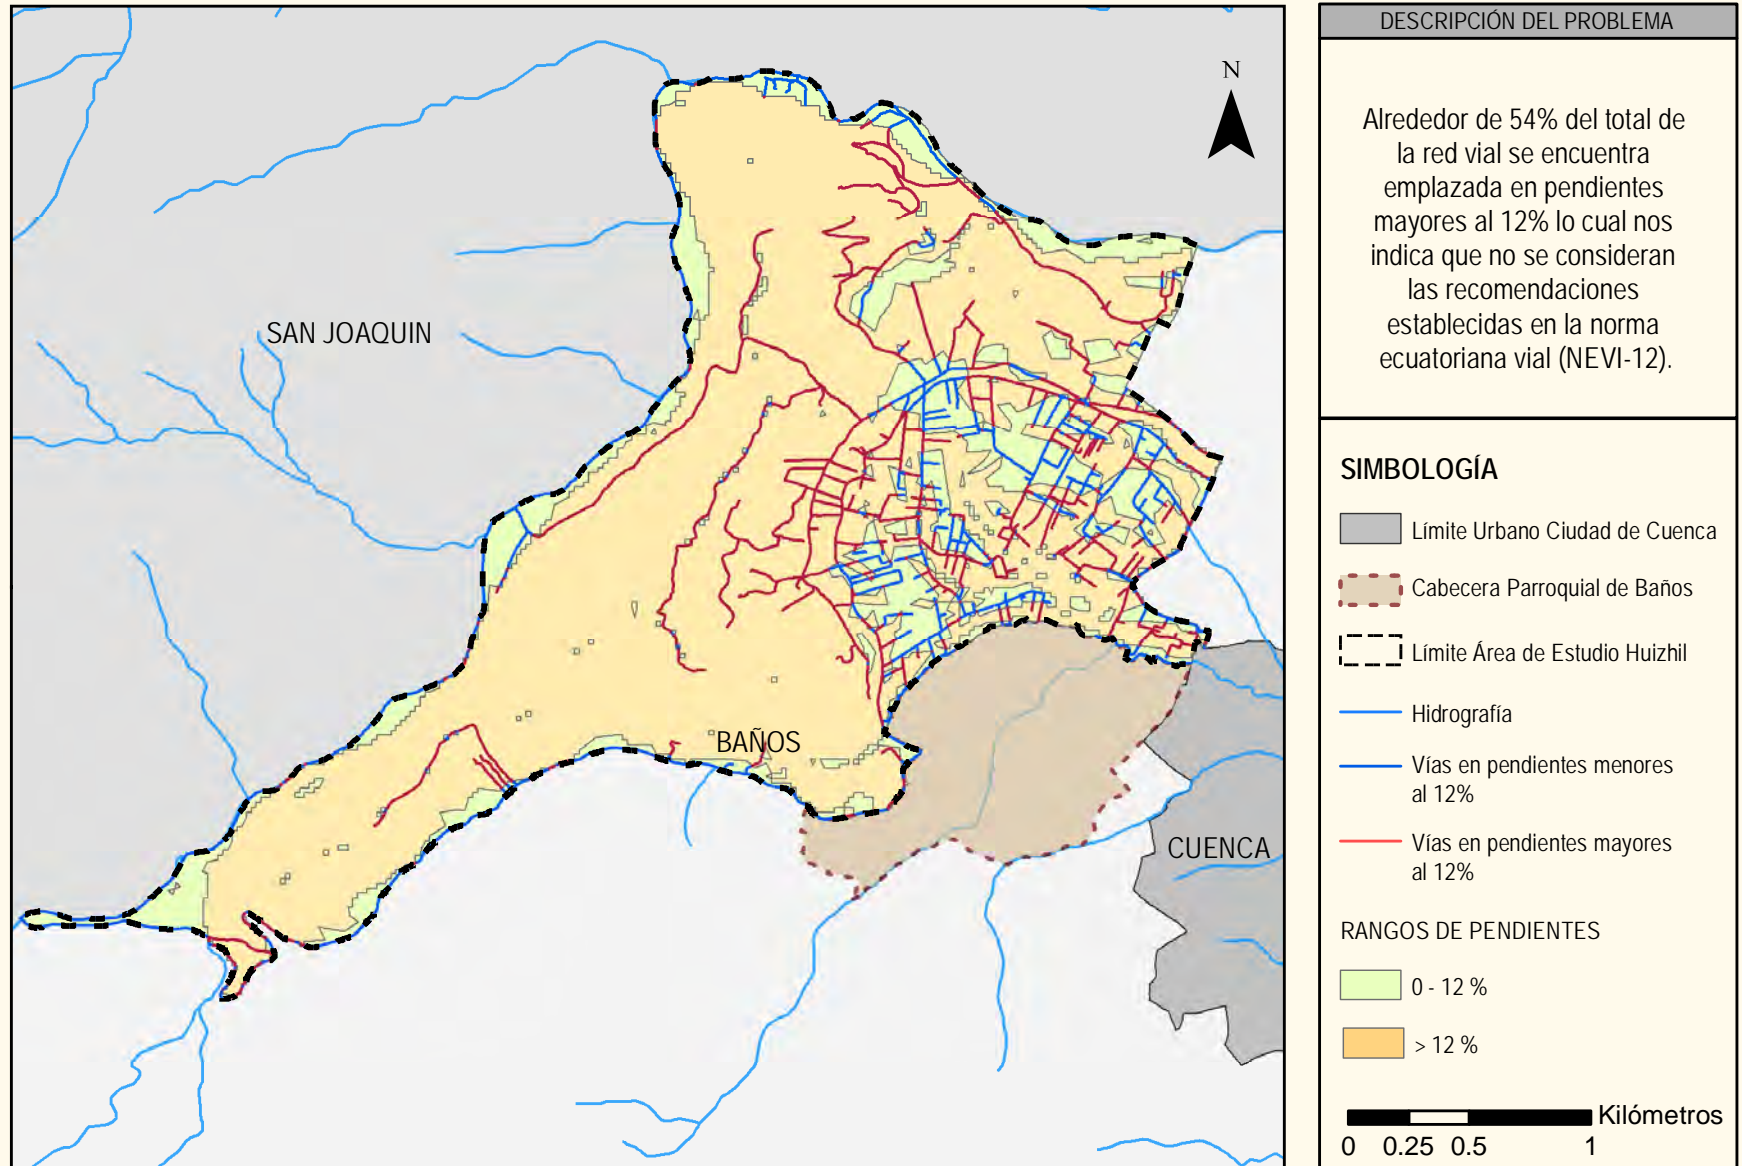 N
SAN JOAQUIN
BAÑOS
CUENCA
DESCRIPCIÓN DEL PROBLEMA
Alrededor de 54% del total de
la red vial se encuentra
emplazada en pendientes
mayores al 12% lo cual nos
indica que no se consideran
las recomendaciones
establecidas en la norma
ecuatoriana vial (NEVI-12).
SIMBOLOGÍA
Límite Urbano Ciudad de Cuenca
Cabecera Parroquial de Baños
Límite Área de Estudio Huizhil
Hidrografía
Vías en pendientes menores
al 12%
Vías en pendientes mayores
al 12%
RANGOS DE PENDIENTES
0 - 12 %
> 12 %
Kilómetros
0 0.25 0.5 1